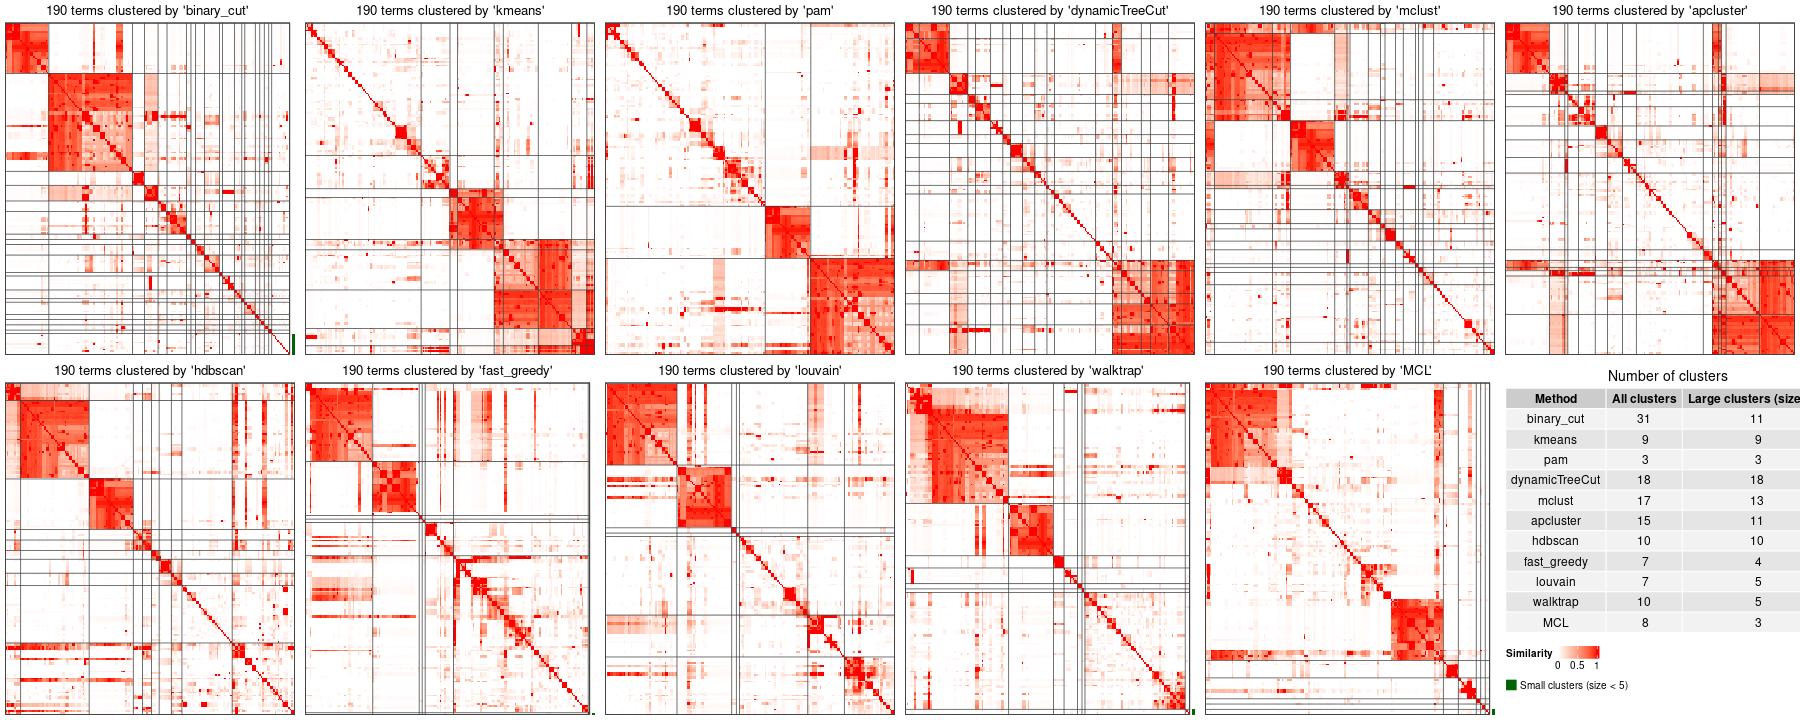 190 terms clustered by 'binary_cut'
190 terms clustered by 'kmeans'
190 terms clustered by 'pam'
190 terms clustered by 'dynamicTreeCut'
190 terms clustered by 'mclust'
190 terms clustered by 'apcluster'
190 terms clustered by 'hdbscan'
190 terms clustered by 'fast_greedy'
190 terms clustered by 'louvain'
190 terms clustered by 'walktrap'
190 terms clustered by 'MCL'
Number of clusters
Method All clusters Large clusters (size
binary_cut 31 11
kmeans 9 9
pam 3 3
dynamicTreeCut 18 18
mclust 17 13
apcluster 15 11
hdbscan 10 10
fast_greedy 7 4
louvain 7 5
walktrap 10 5
MCL 8 3
Similarity
0 0.5 1
Small clusters (size < 5)